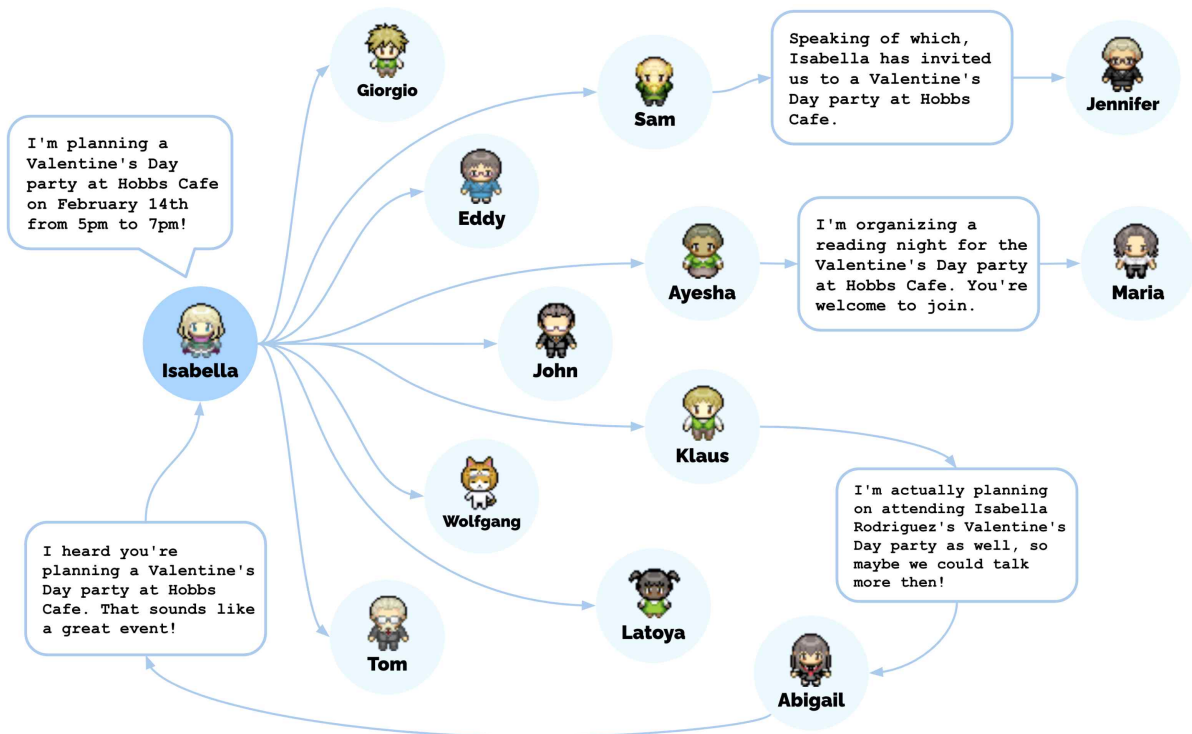 Giorgio
Speaking of which,
Isabella has invited
us to a Valentine's
Day party at Hobbs
Cafe.
Sam
Jennifer
I'm planning a
Valentine's Day
party at Hobbs Cafe
on February 14th
from 5pm to 7pm!
Eddy
I'm organizing a
reading night for the
Valentine's Day party
at Hobbs Cafe. You're
welcome to join.
Ayesha
Maria
Isabella
John
Klaus
Wolfgang
I'm actually planning
on attending Isabella
Rodriguez's Valentine's
Day party as well, so
maybe we could talk
more then!
I heard you're
planning a Valentine's
Day party at Hobbs
Cafe. That sounds like
a great event!
Latoya
Tom
Abigail